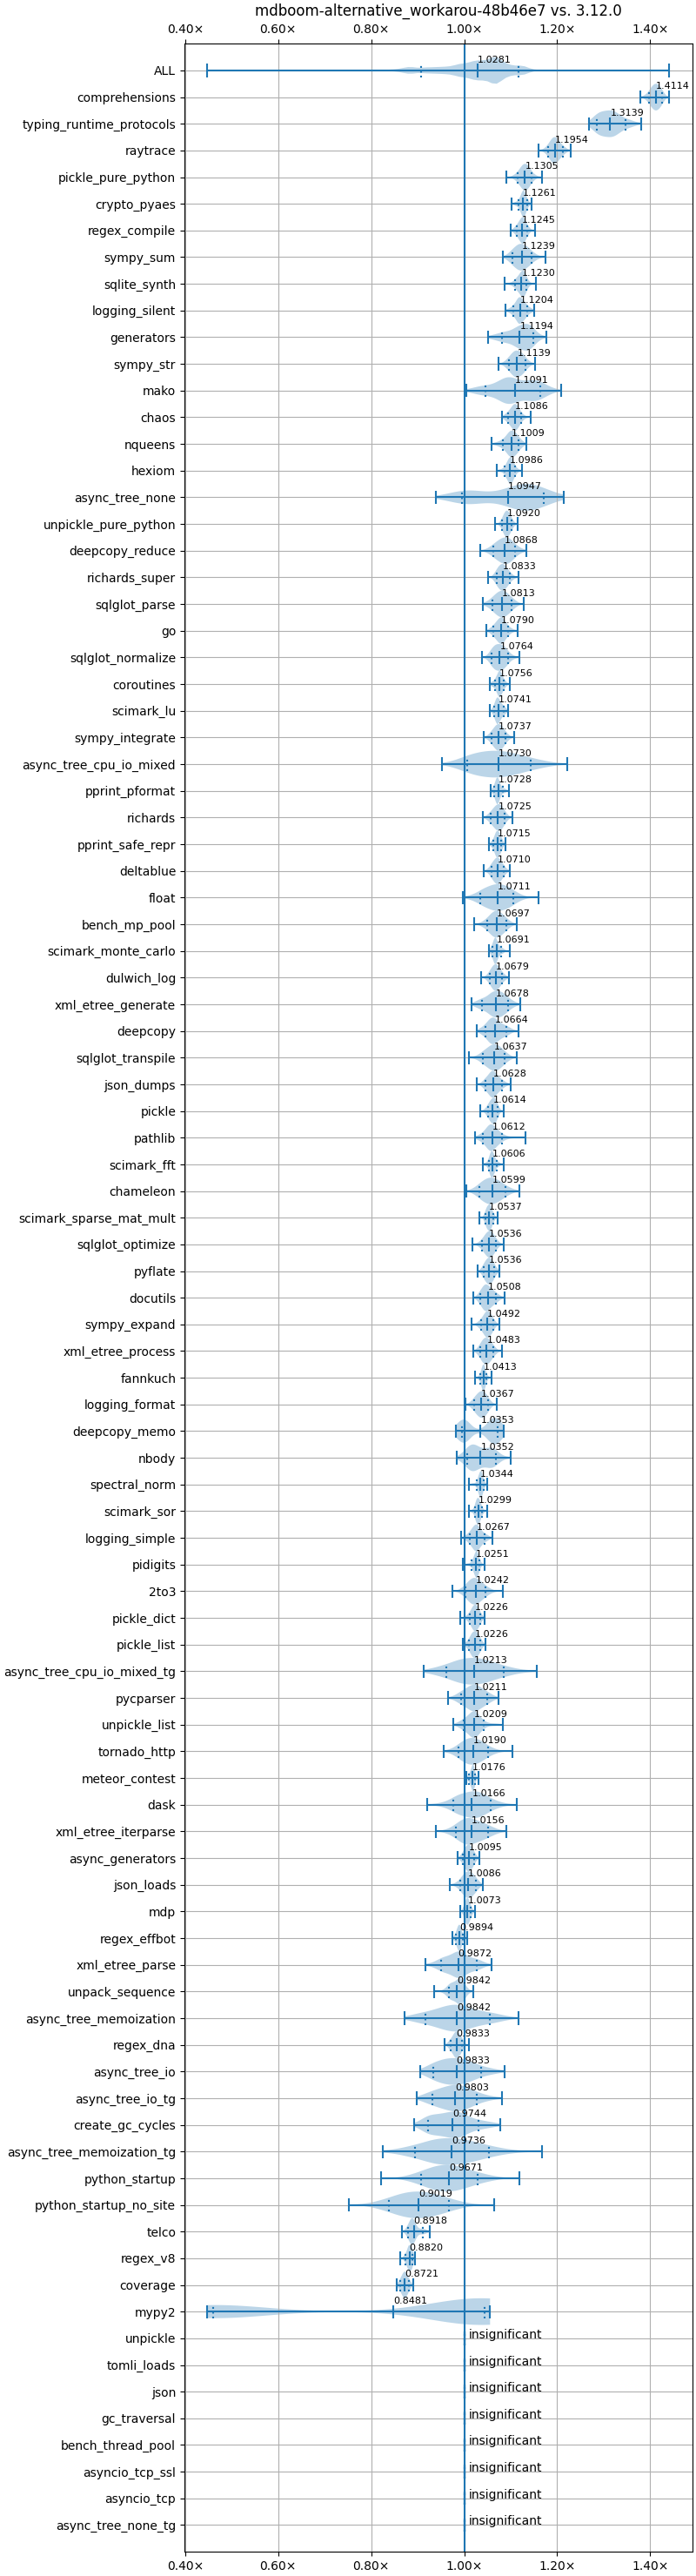 mdboom-alternative_workarou-48b46e7 vs. 3.12.0
0.40× 0.60× 0.80× 1.00× 1.20× 1.40×
ALL 1.0281
comprehensions 1.4114
typing_runtime_protocols 1.3139
raytrace 1.1954
pickle_pure_python 1.1305
crypto_pyaes 1.1261
regex_compile 1.1245
sympy_sum 1.1239
sqlite_synth 1.1230
logging_silent 1.1204
generators 1.1194
sympy_str 1.1139
mako 1.1091
chaos 1.1086
nqueens 1.1009
hexiom 1.0986
async_tree_none 1.0947
unpickle_pure_python 1.0920
deepcopy_reduce 1.0868
richards_super 1.0833
sqlglot_parse 1.0813
go 1.0790
sqlglot_normalize 1.0764
coroutines 1.0756
scimark_lu 1.0741
sympy_integrate 1.0737
async_tree_cpu_io_mixed 1.0730
pprint_pformat 1.0728
richards 1.0725
pprint_safe_repr 1.0715
deltablue 1.0710
float 1.0711
bench_mp_pool 1.0697
scimark_monte_carlo 1.0691
dulwich_log 1.0679
xml_etree_generate 1.0678
deepcopy 1.0664
sqlglot_transpile 1.0637
json_dumps 1.0628
pickle 1.0614
pathlib 1.0612
scimark_fft 1.0606
chameleon 1.0599
scimark_sparse_mat_mult 1.0537
sqlglot_optimize 1.0536
pyflate 1.0536
docutils 1.0508
sympy_expand 1.0492
xml_etree_process 1.0483
fannkuch 1.0413
logging_format 1.0367
deepcopy_memo 1.0353
nbody 1.0352
spectral_norm 1.0344
scimark_sor 1.0299
logging_simple 1.0267
pidigits 1.0251
2to3 1.0242
pickle_dict 1.0226
pickle_list 1.0226
async_tree_cpu_io_mixed_tg 1.0213
pycparser 1.0211
unpickle_list 1.0209
tornado_http 1.0190
meteor_contest 1.0176
dask 1.0166
xml_etree_iterparse 1.0156
async_generators 1.0095
json_loads 1.0086
mdp 1.0073
regex_effbot 0.9894
xml_etree_parse 0.9872
unpack_sequence 0.9842
async_tree_memoization 0.9842
regex_dna 0.9833
async_tree_io 0.9833
async_tree_io_tg 0.9803
create_gc_cycles 0.9744
async_tree_memoization_tg 0.9736
python_startup 0.9671
python_startup_no_site 0.9019
telco 0.8918
regex_v8 0.8820
coverage 0.8721
mypy2 0.8481
unpickle insignificant
tomli_loads insignificant
json insignificant
gc_traversal insignificant
bench_thread_pool insignificant
asyncio_tcp_ssl insignificant
asyncio_tcp insignificant
async_tree_none_tg insignificant
0.40× 0.60× 0.80× 1.00× 1.20× 1.40×